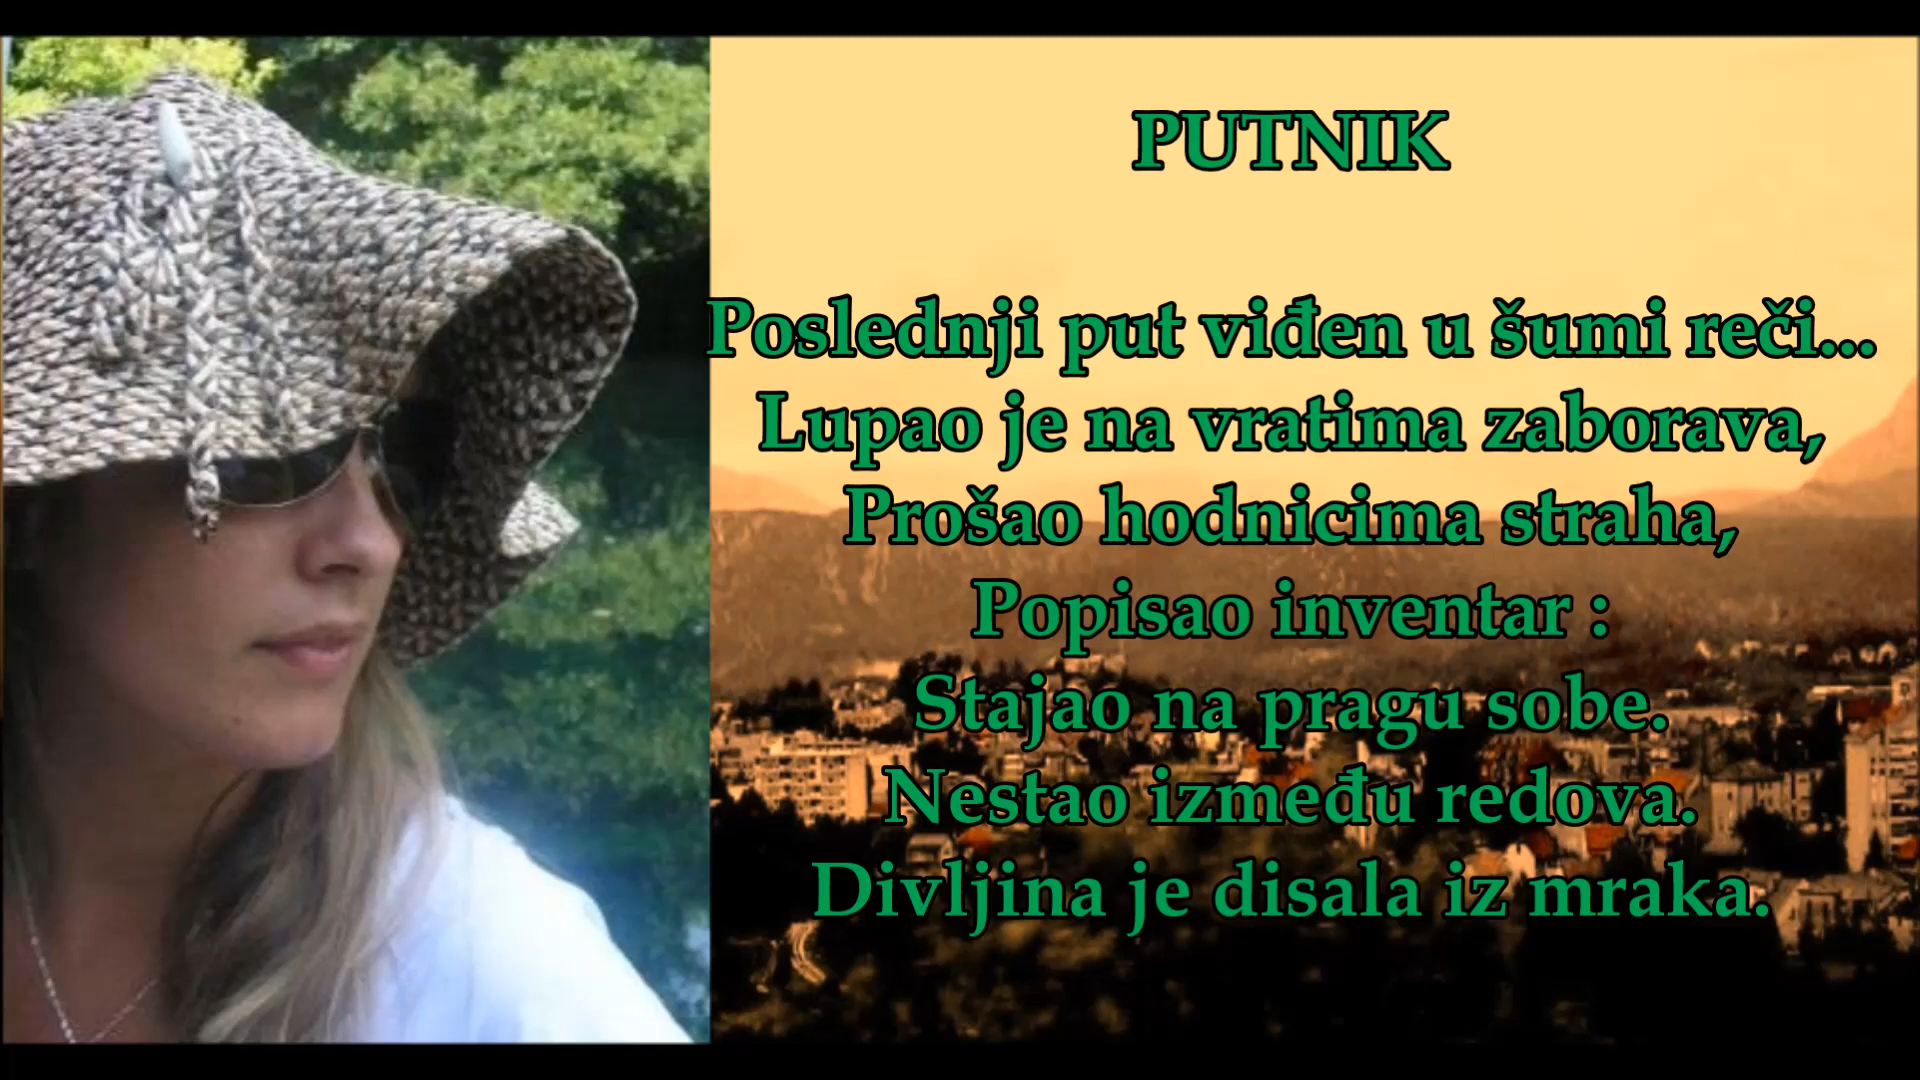 PUTNIK
Poslednji put viđen u šumi reči...
Lupao je na vratima zaborava,
Prošao hodnicima straha,
Popisao inventar :
Stajao na pragu sobe.
Nestao između redova.
Divljina je disala iz mraka.